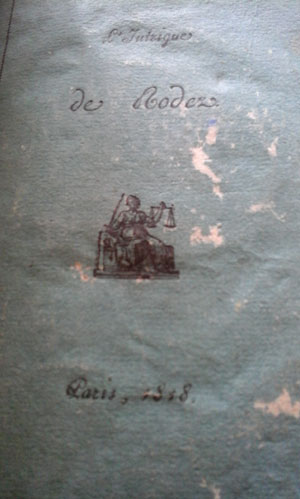 L'Intrigue
de Rodez.
Paris, 1818.